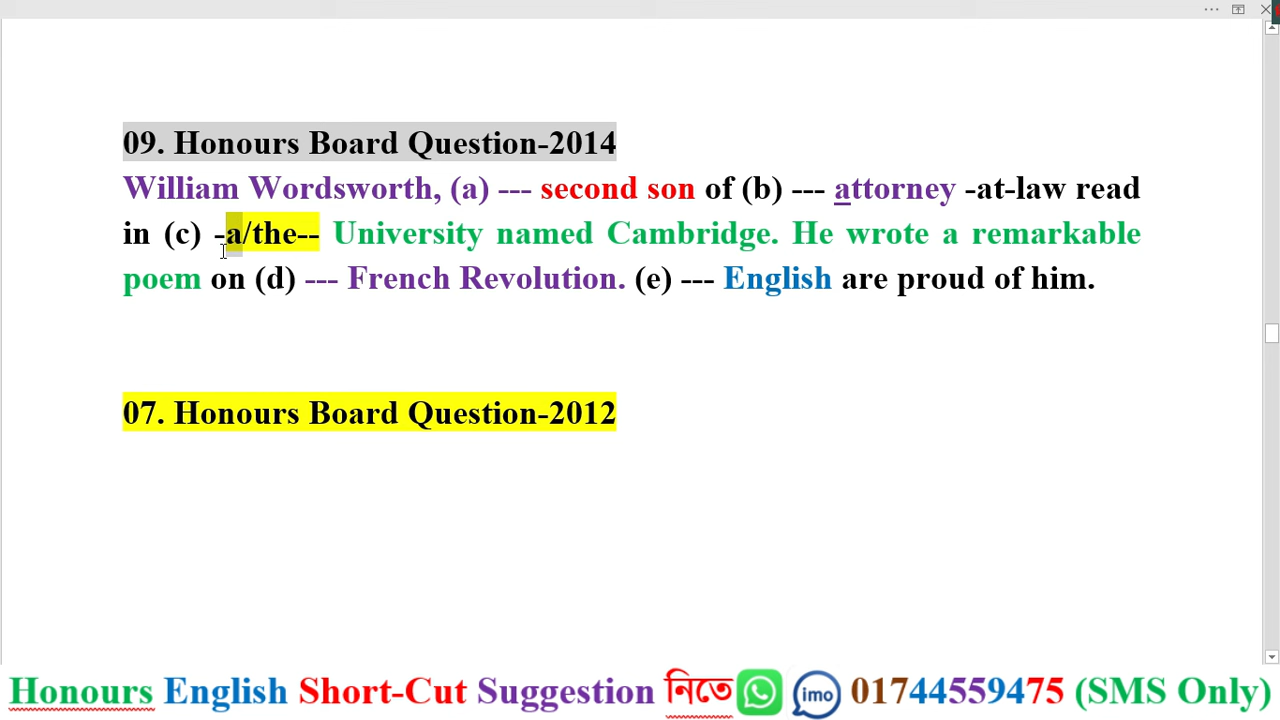 09. Honours Board Question-2014
William Wordsworth, (a) --- second son of (b) --- attorney -at-law read
in (c) -a/the-- University named Cambridge. He wrote a remarkable
poem on (d) --- French Revolution. (e) --- English are proud of him.
07. Honours Board Question-2012
Honours English Short-Cut Suggestion নিতে imo 01744559475 (SMS Only)